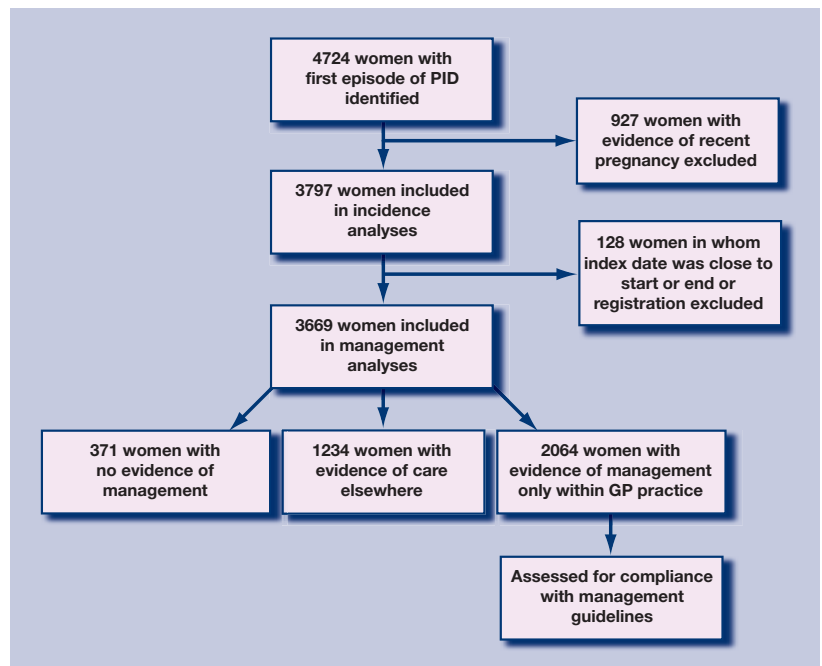 4724 women with
first episode of PID
identified
927 women with
evidence of recent
pregnancy excluded
3797 women included
in incidence
analyses
128 women in whom
index date was close to
start or end or
registration excluded
3669 women included
in management
analyses
371 women with
no evidence of
management
1234 women with
evidence of care
elsewhere
2064 women with
evidence of management
only within GP practice
Assessed for compliance
with management
guidelines